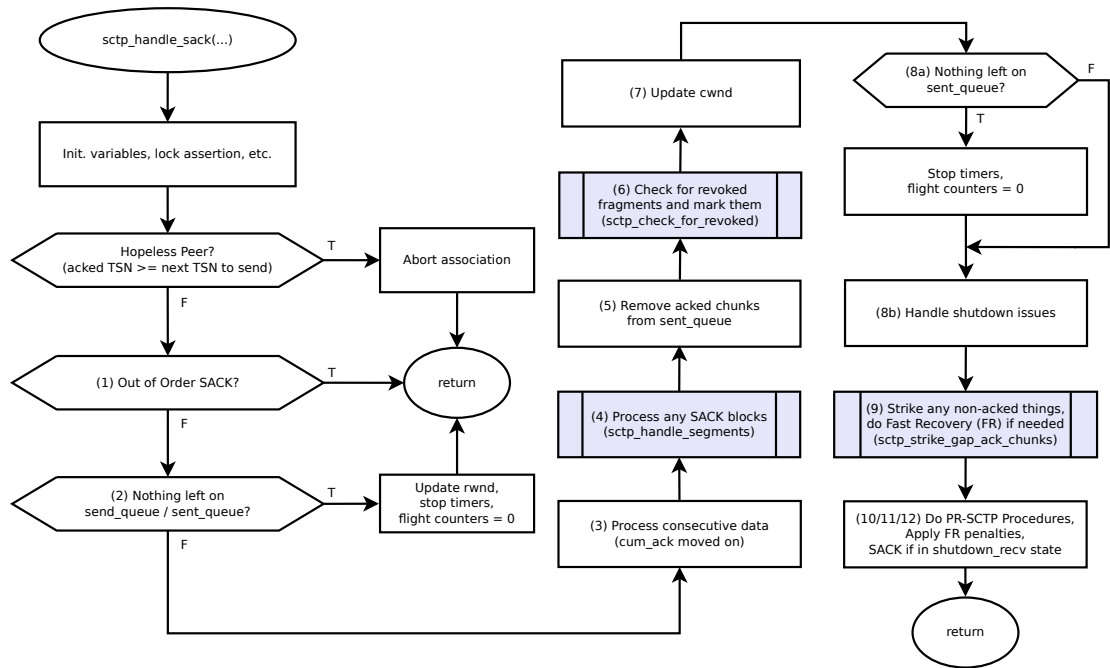 sctp_handle_sack(...)
Init. variables, lock assertion, etc.
Hopeless Peer?
(acked TSN >= next TSN to send)
T
Abort association
F
(1) Out of Order SACK?
T
return
F
(2) Nothing left on
send_queue / sent_queue?
T
Update rwnd,
stop timers,
flight counters = 0
F
(3) Process consecutive data
(cum_ack moved on)
(4) Process any SACK blocks
(sctp_handle_segments)
(5) Remove acked chunks
from sent_queue
(6) Check for revoked
fragments and mark them
(sctp_check_for_revoked)
(7) Update cwnd
(8a) Nothing left on
sent_queue?
F
T
Stop timers,
flight counters = 0
(8b) Handle shutdown issues
(9) Strike any non-acked things,
do Fast Recovery (FR) if needed
(sctp_strike_gap_ack_chunks)
(10/11/12) Do PR-SCTP Procedures,
Apply FR penalties,
SACK if in shutdown_recv state
return